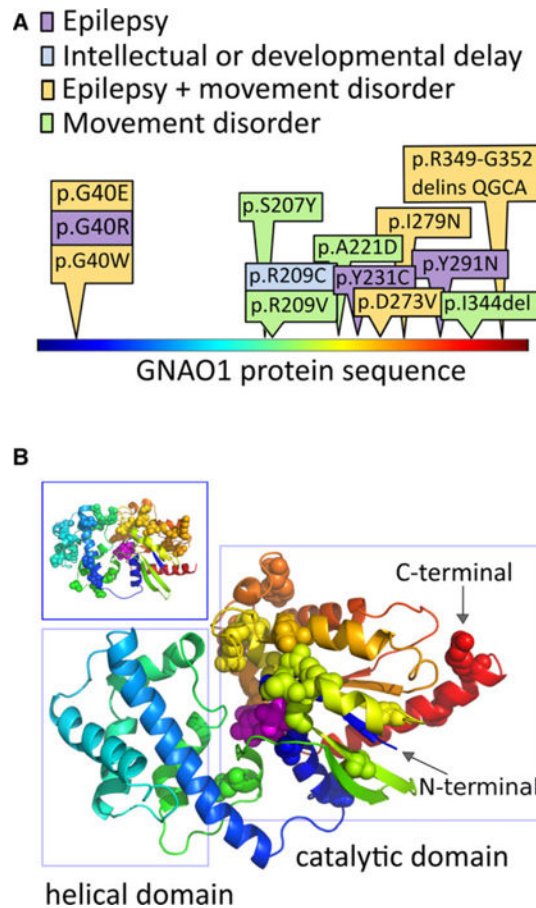 A
Epilepsy
Intellectual or developmental delay
Epilepsy + movement disorder
Movement disorder
p.G40E
p.G40R
p.G40W
p.S207Y
p.R209C
p.R209V
p.A221D
p.Y231C
p.D273V
p.I279N
p.Y291N
p.I344del
p.R349-G352
delins QGCA
GNAO1 protein sequence
B
C-terminal
N-terminal
catalytic domain
helical domain